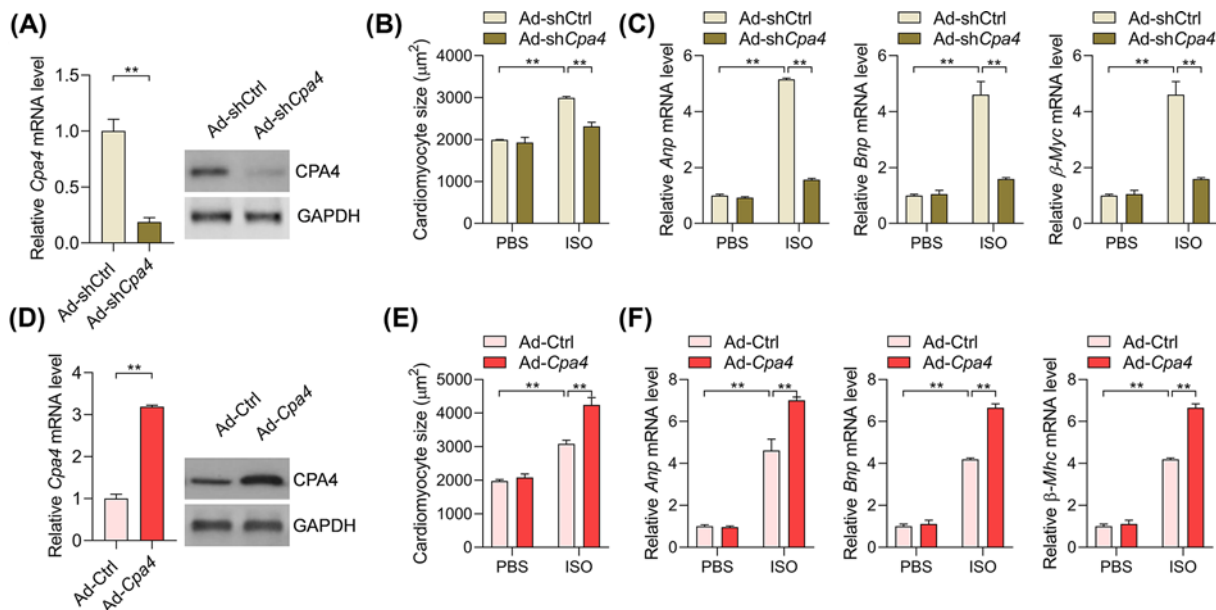 (A)
Relative Cpa4 mRNA level
1.5
1.0
0.5
0.0
**
Ad-shCtrl
Ad-shCpa4
Ad-shCtrl
Ad-shCpa4
CPA4
GAPDH
(B)
Ad-shCtrl
Ad-shCpa4
Cardiomyocyte size (μm²)
4000
3000
2000
1000
0
**
**
PBS
ISO
(C)
Ad-shCtrl
Ad-shCpa4
Relative Anp mRNA level
6
4
2
0
**
**
PBS
ISO
Ad-shCtrl
Ad-shCpa4
Relative Bnp mRNA level
6
4
2
0
**
**
PBS
ISO
Ad-shCtrl
Ad-shCpa4
Relative β-Myc mRNA level
6
4
2
0
**
**
PBS
ISO
(D)
Relative Cpa4 mRNA level
4
3
2
1
0
**
Ad-Ctrl
Ad-Cpa4
Ad-Ctrl
Ad-Cpa4
CPA4
GAPDH
(E)
Ad-Ctrl
Ad-Cpa4
Cardiomyocyte size (μm²)
5000
4000
3000
2000
1000
0
**
**
PBS
ISO
(F)
Ad-Ctrl
Ad-Cpa4
Relative Anp mRNA level
8
6
4
2
0
**
**
PBS
ISO
Ad-Ctrl
Ad-Cpa4
Relative Bnp mRNA level
8
6
4
2
0
**
**
PBS
ISO
Ad-Ctrl
Ad-Cpa4
Relative β-Mhc mRNA level
8
6
4
2
0
**
**
PBS
ISO